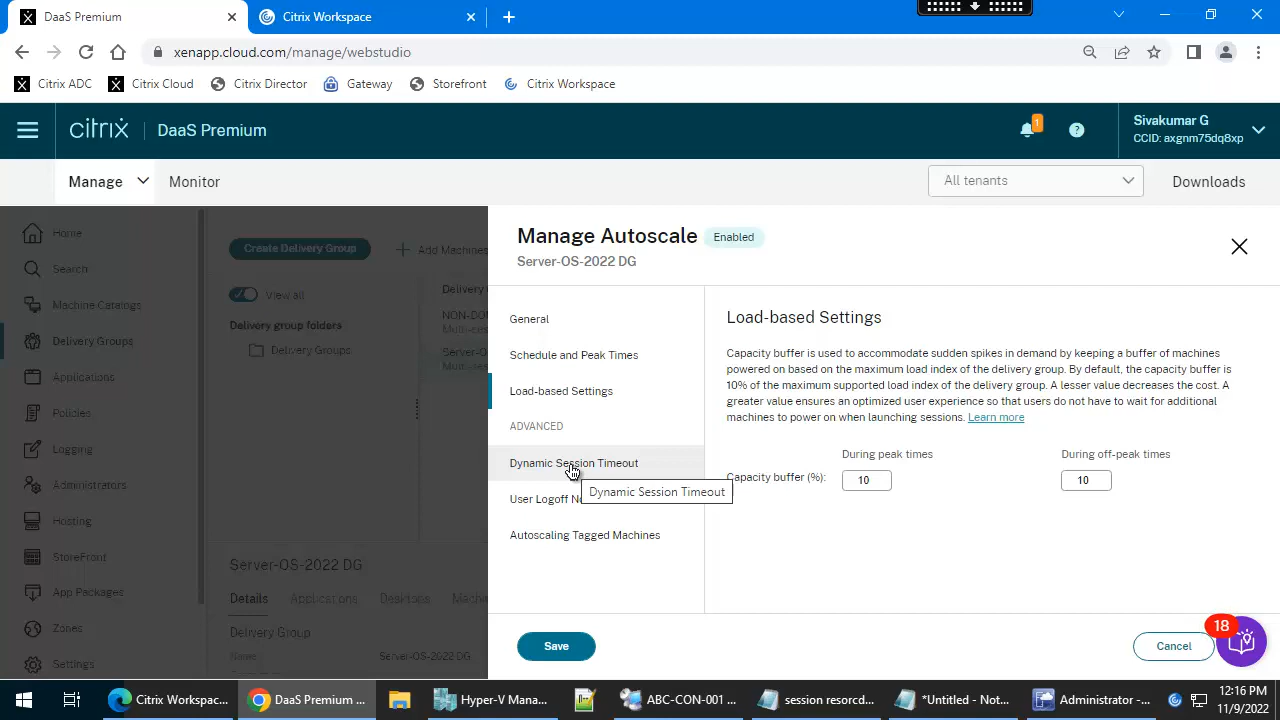 DaaS Premium
Citrix Workspace
xenapp.cloud.com/manage/webstudio
Citrix ADC
Citrix Cloud
Citrix Director
Gateway
Storefront
Citrix Workspace
citrix
DaaS Premium
1
?
Sivakumar G
CCID: axgnm75dq8xp
Manage
Monitor
All tenants
Downloads
Home
Search
Machine Catalogs
Delivery Groups
Applications
Policies
Logging
Administrators
Hosting
StoreFront
App Packages
Zones
Settings
Create Delivery Group
Add Machines
View all
Delivery group folders
Delivery Groups
Delivery
NON-DO
Multi-ses
Server-O
Multi-ses
Server-OS-2022 DG
Details
Applications
Desktops
Machin
Delivery Group
Name
Server-OS-2022-DG
Manage Autoscale
Enabled
Server-OS-2022 DG
General
Schedule and Peak Times
Load-based Settings
ADVANCED
Dynamic Session Timeout
User Logoff No
Dynamic Session Timeout
Autoscaling Tagged Machines
Load-based Settings
Capacity buffer is used to accommodate sudden spikes in demand by keeping a buffer of machines
powered on based on the maximum load index of the delivery group. By default, the capacity buffer is
10% of the maximum supported load index of the delivery group. A lesser value decreases the cost. A
greater value ensures an optimized user experience so that users do not have to wait for additional
machines to power on when launching sessions. Learn more
During peak times
During off-peak times
Capacity buffer (%):
10
10
Save
Cancel
18
Citrix Workspac...
DaaS Premium ...
Hyper-V Mana...
ABC-CON-001 ...
session resorcd...
*Untitled - Not...
Administrator -...
12:16 PM
11/9/2022